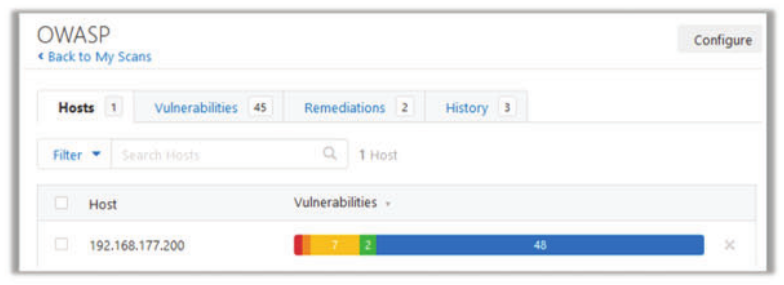 OWASP
Configure
Back to My Scans
Hosts 1 Vulnerabilities 45 Remediations 2 History 3
Filter Search Hosts 1 Host
Host Vulnerabilities
192.168.177.200 7 2 48